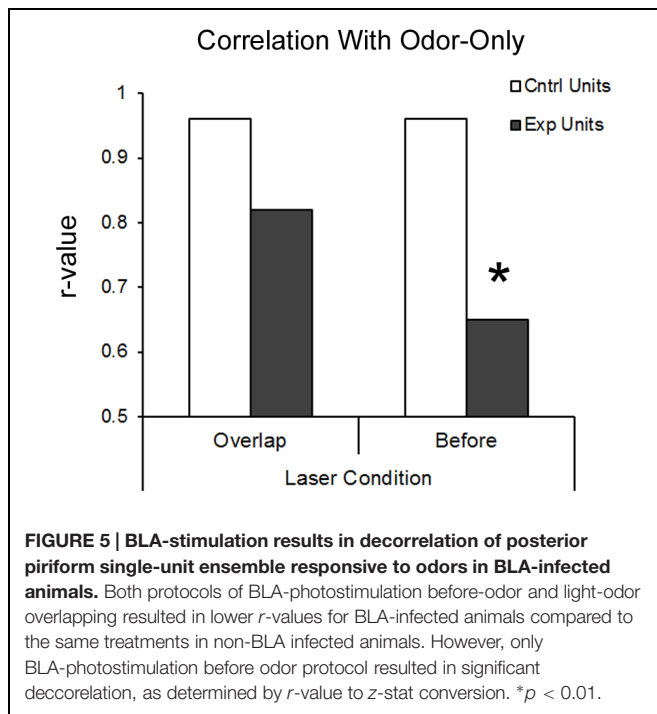 Correlation With Odor-Only
Cntrl Units
Exp Units
1
0.9
0.8
0.7
0.6
0.5
r-value
*
Overlap
Before
Laser Condition
FIGURE 5 | BLA-stimulation results in decorrelation of posterior
piriform single-unit ensemble responsive to odors in BLA-infected
animals. Both protocols of BLA-photostimulation before-odor and light-odor
overlapping resulted in lower r-values for BLA-infected animals compared to
the same treatments in non-BLA infected animals. However, only
BLA-photostimulation before odor protocol resulted in significant
deccorelation, as determined by r-value to z-stat conversion. *p < 0.01.